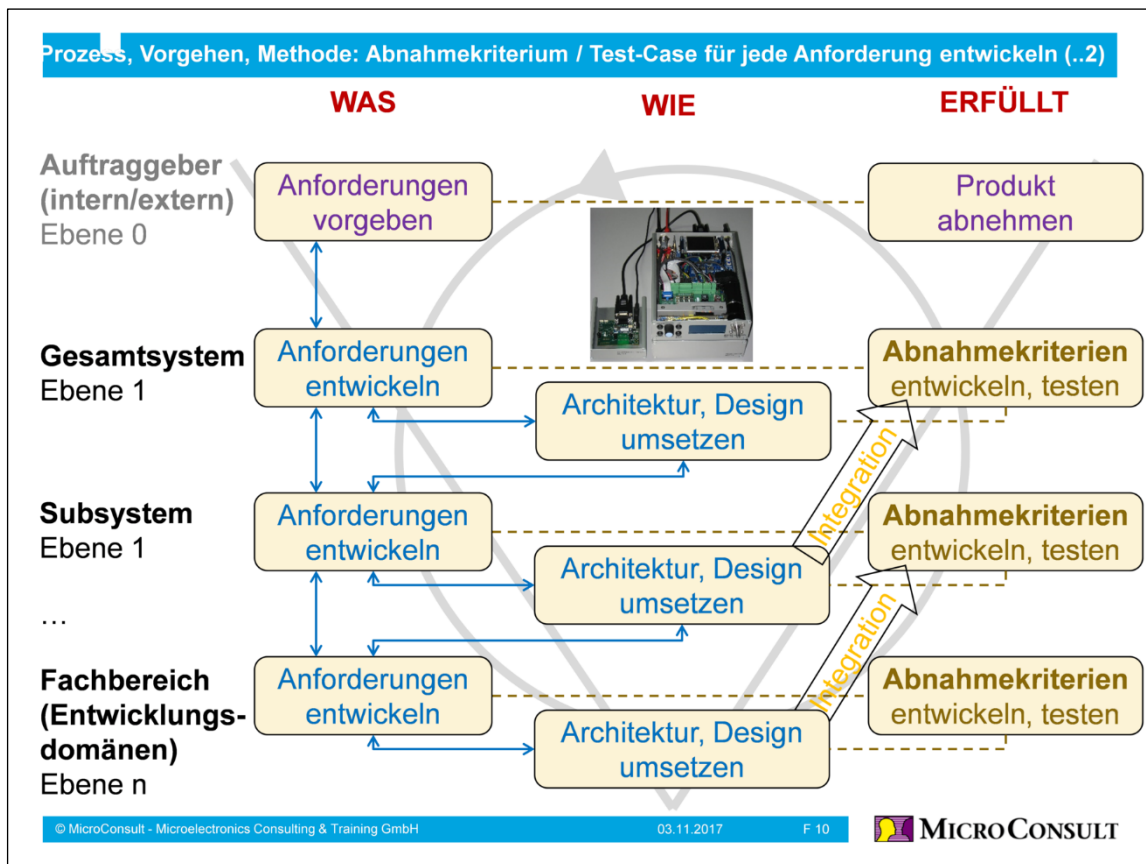 Prozess, Vorgehen, Methode: Abnahmekriterium / Test-Case für jede Anforderung entwickeln (..2)
WAS
WIE
ERFÜLLT
Auftraggeber
(intern/extern)
Ebene 0
Anforderungen
vorgeben
Produkt
abnehmen
Gesamtsystem
Ebene 1
Anforderungen
entwickeln
Architektur, Design
umsetzen
Abnahmekriterien
entwickeln, testen
Integration
Subsystem
Ebene 1
Anforderungen
entwickeln
Architektur, Design
umsetzen
Abnahmekriterien
entwickeln, testen
Integration
...
Fachbereich
(Entwicklungs-
domänen)
Ebene n
Anforderungen
entwickeln
Architektur, Design
umsetzen
Abnahmekriterien
entwickeln, testen
© MicroConsult - Microelectronics Consulting & Training GmbH
03.11.2017
F 10
MICROCONSULT